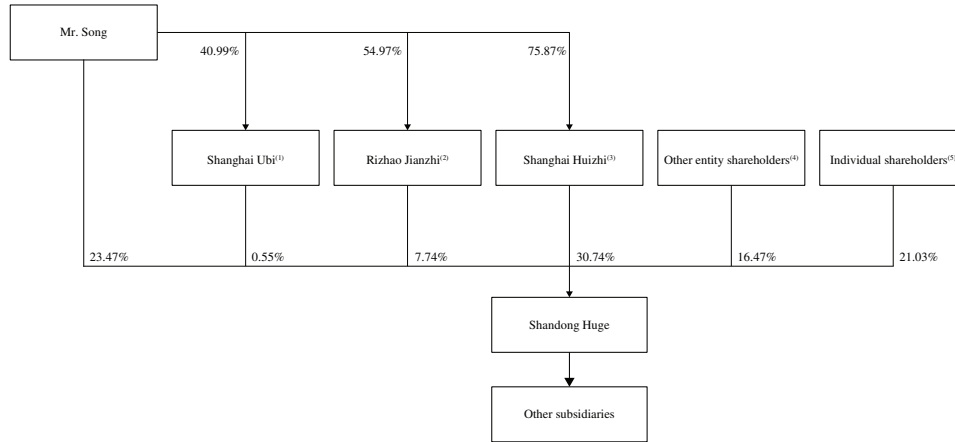 Mr. Song
40.99%
54.97%
75.87%
Shanghai Ubi(1)
Rizhao Jianzhi(2)
Shanghai Huizhi(3)
Other entity shareholders(4)
Individual shareholders(5)
23.47%
0.55%
7.74%
30.74%
16.47%
21.03%
Shandong Huge
Other subsidiaries